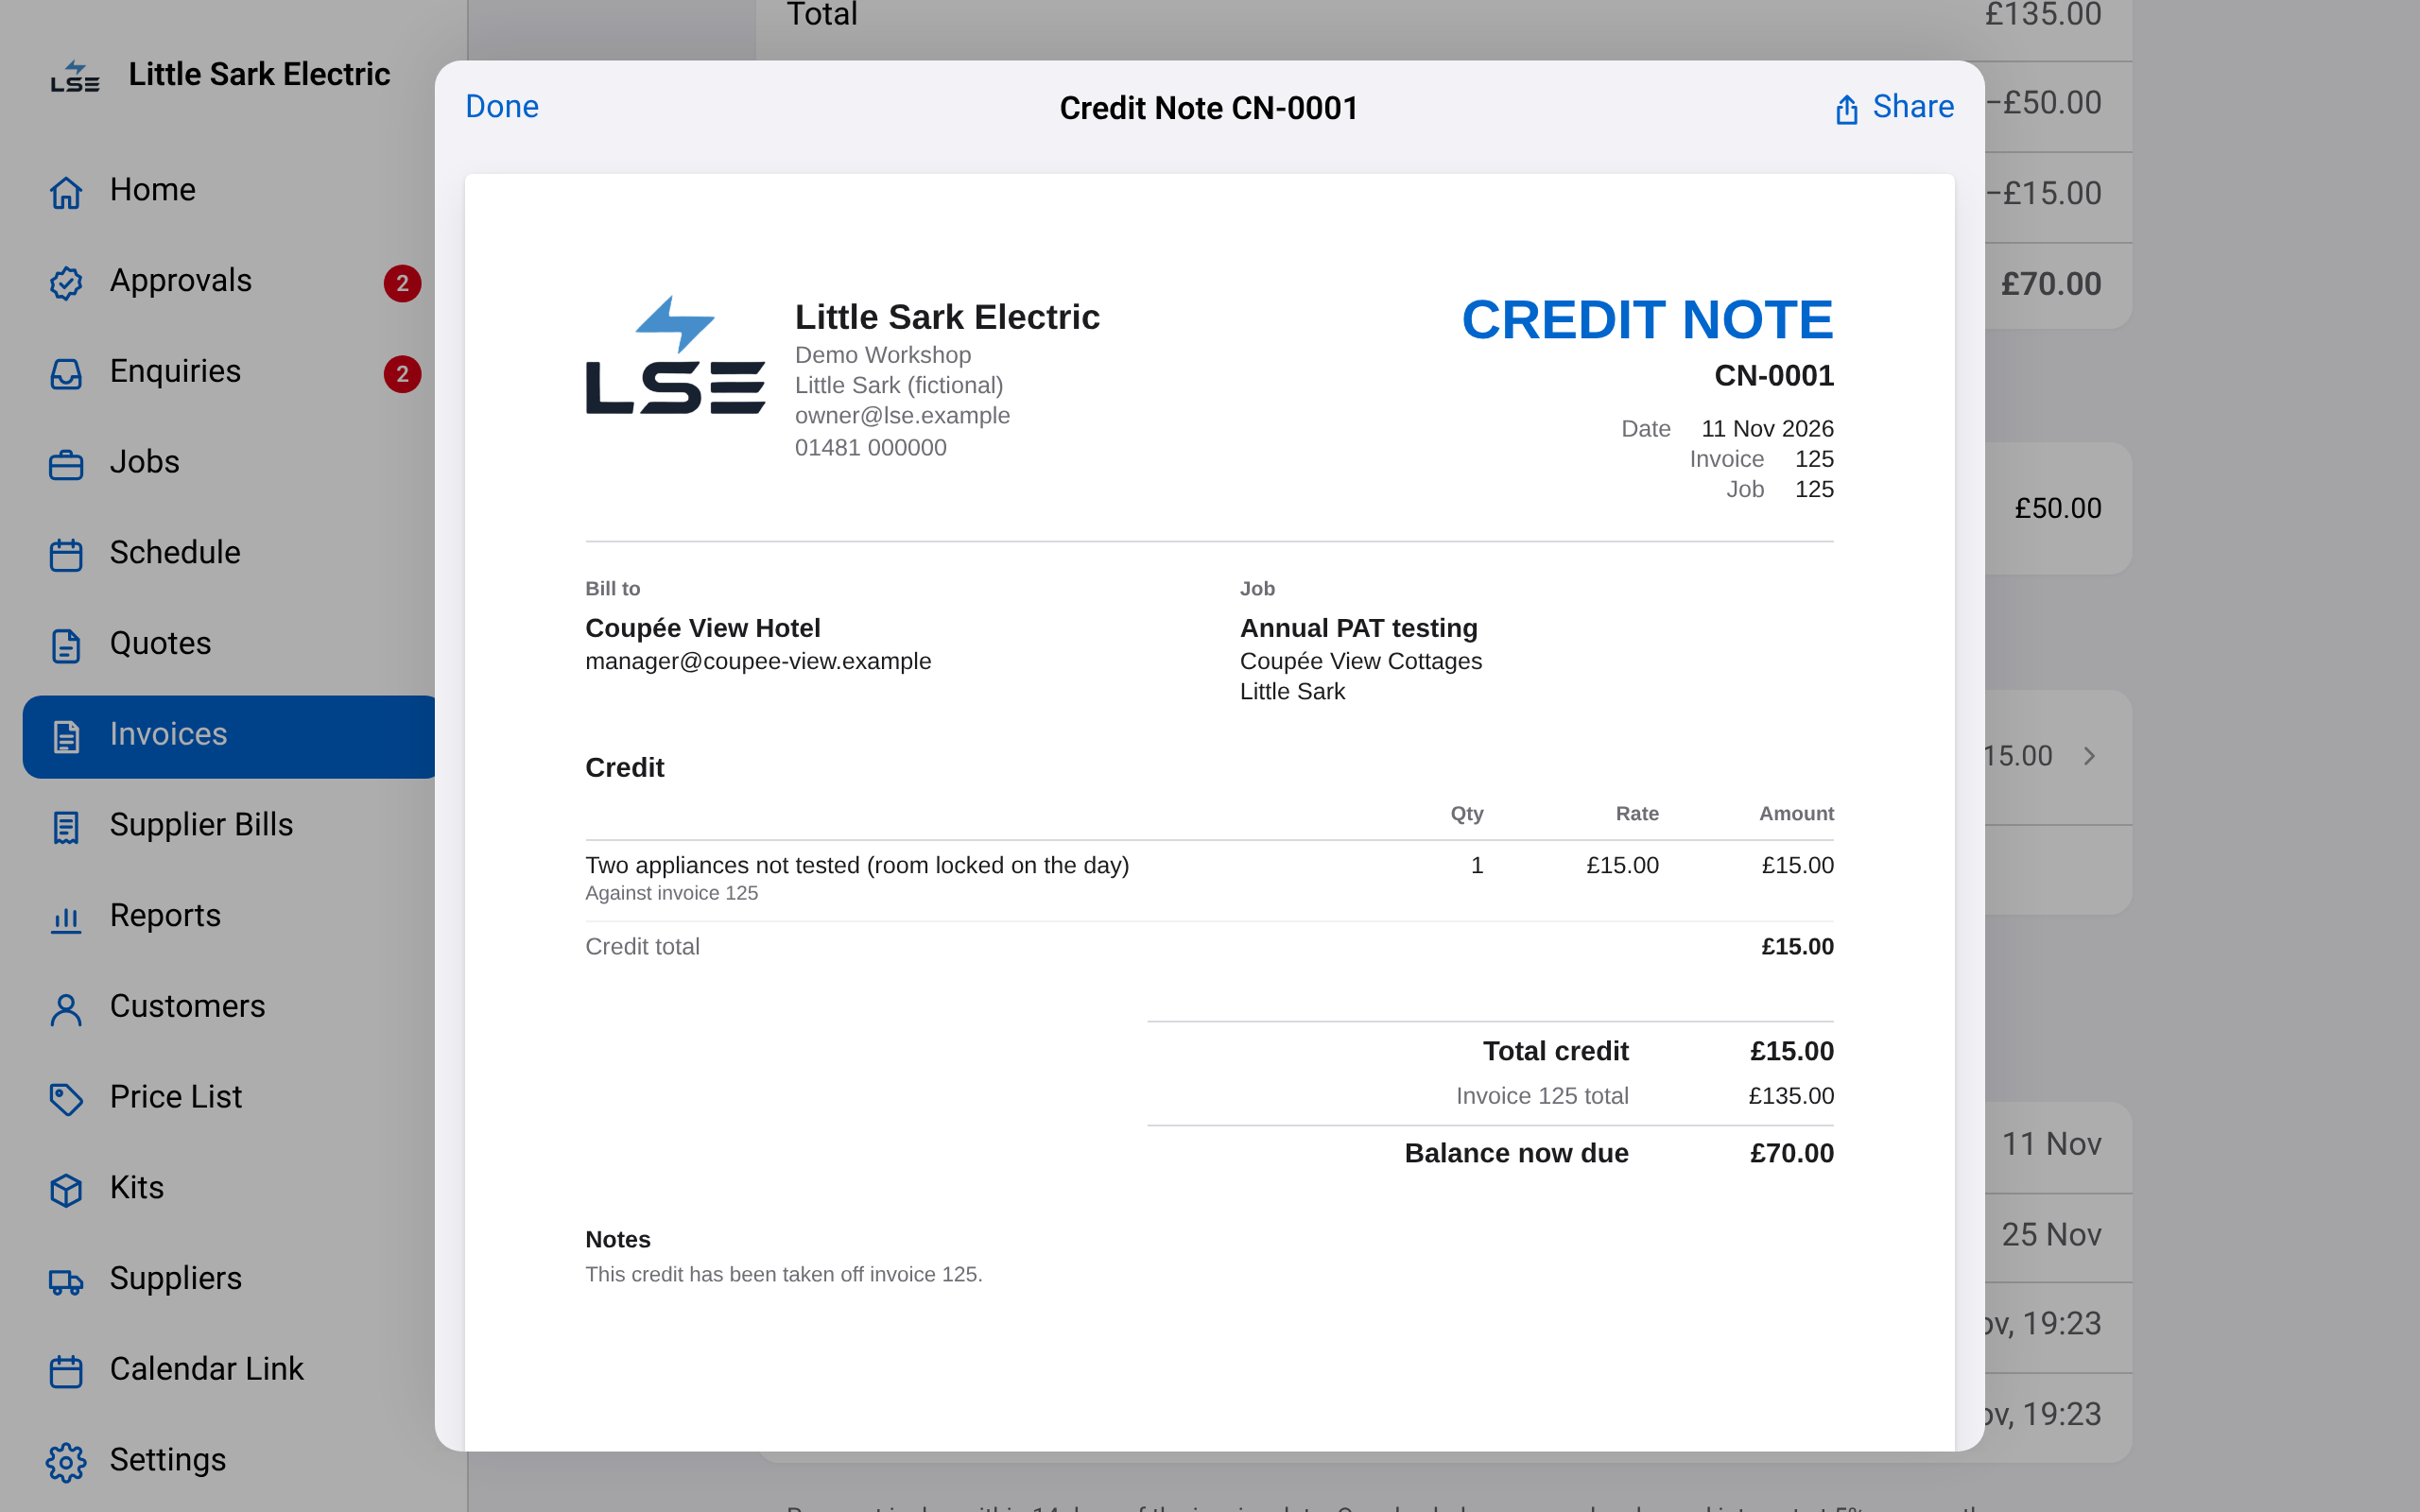 LSE Little Sark Electric
Home
Approvals 2
Enquiries 2
Jobs
Schedule
Quotes
Invoices
Supplier Bills
Reports
Customers
Price List
Kits
Suppliers
Calendar Link
Settings
Total £135.00
−£50.00
−£15.00
£70.00
£50.00
15.00
11 Nov
25 Nov
19:23
19:23
Done Credit Note CN-0001 Share
LSE
Little Sark Electric
Demo Workshop
Little Sark (fictional)
owner@lse.example
01481 000000
CREDIT NOTE
CN-0001
Date 11 Nov 2026
Invoice 125
Job 125
Bill to
Coupée View Hotel
manager@coupee-view.example
Job
Annual PAT testing
Coupée View Cottages
Little Sark
Credit
Qty Rate Amount
Two appliances not tested (room locked on the day) 1 £15.00 £15.00
Against invoice 125
Credit total £15.00
Total credit £15.00
Invoice 125 total £135.00
Balance now due £70.00
Notes
This credit has been taken off invoice 125.